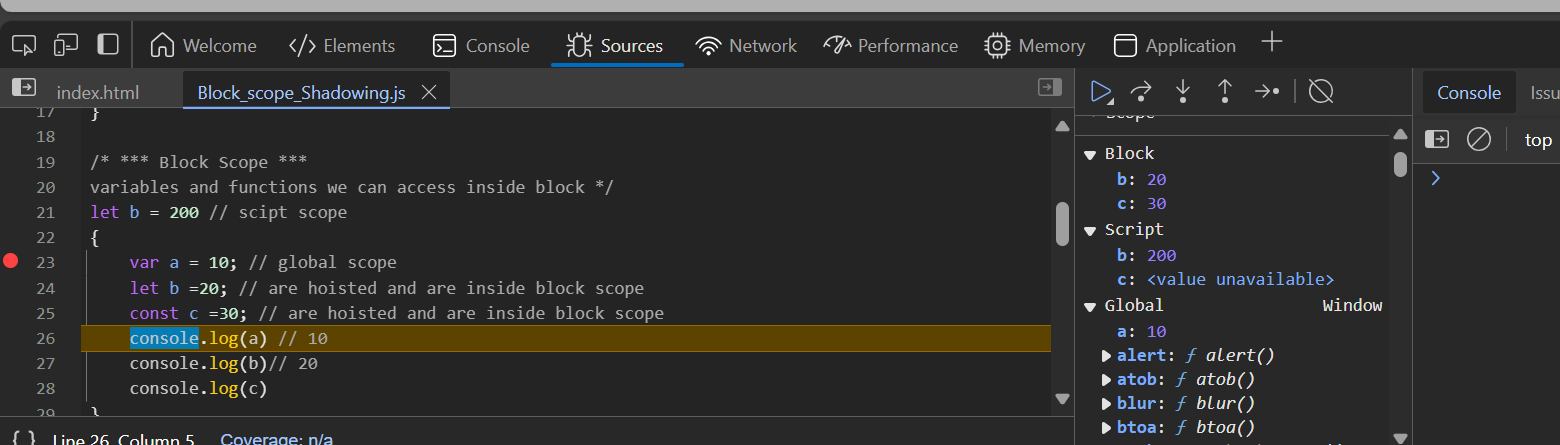 Welcome Elements Console Sources Network Performance Memory Application
index.html Block_scope_Shadowing.js
17 }
18
19 /* *** Block Scope ***
20 variables and functions we can access inside block */
21 let b = 200 // scipt scope
22 {
23 var a = 10; // global scope
24 let b =20; // are hoisted and are inside block scope
25 const c =30; // are hoisted and are inside block scope
26 console.log(a) // 10
27 console.log(b)// 20
28 console.log(c)
29 }
{ } Line 26, Column 5 Coverage: n/a
Scope
Block
b: 20
c: 30
Script
b: 200
c: <value unavailable>
Global Window
a: 10
alert: ƒ alert()
atob: ƒ atob()
blur: ƒ blur()
btoa: ƒ btoa()
Console Issu
top